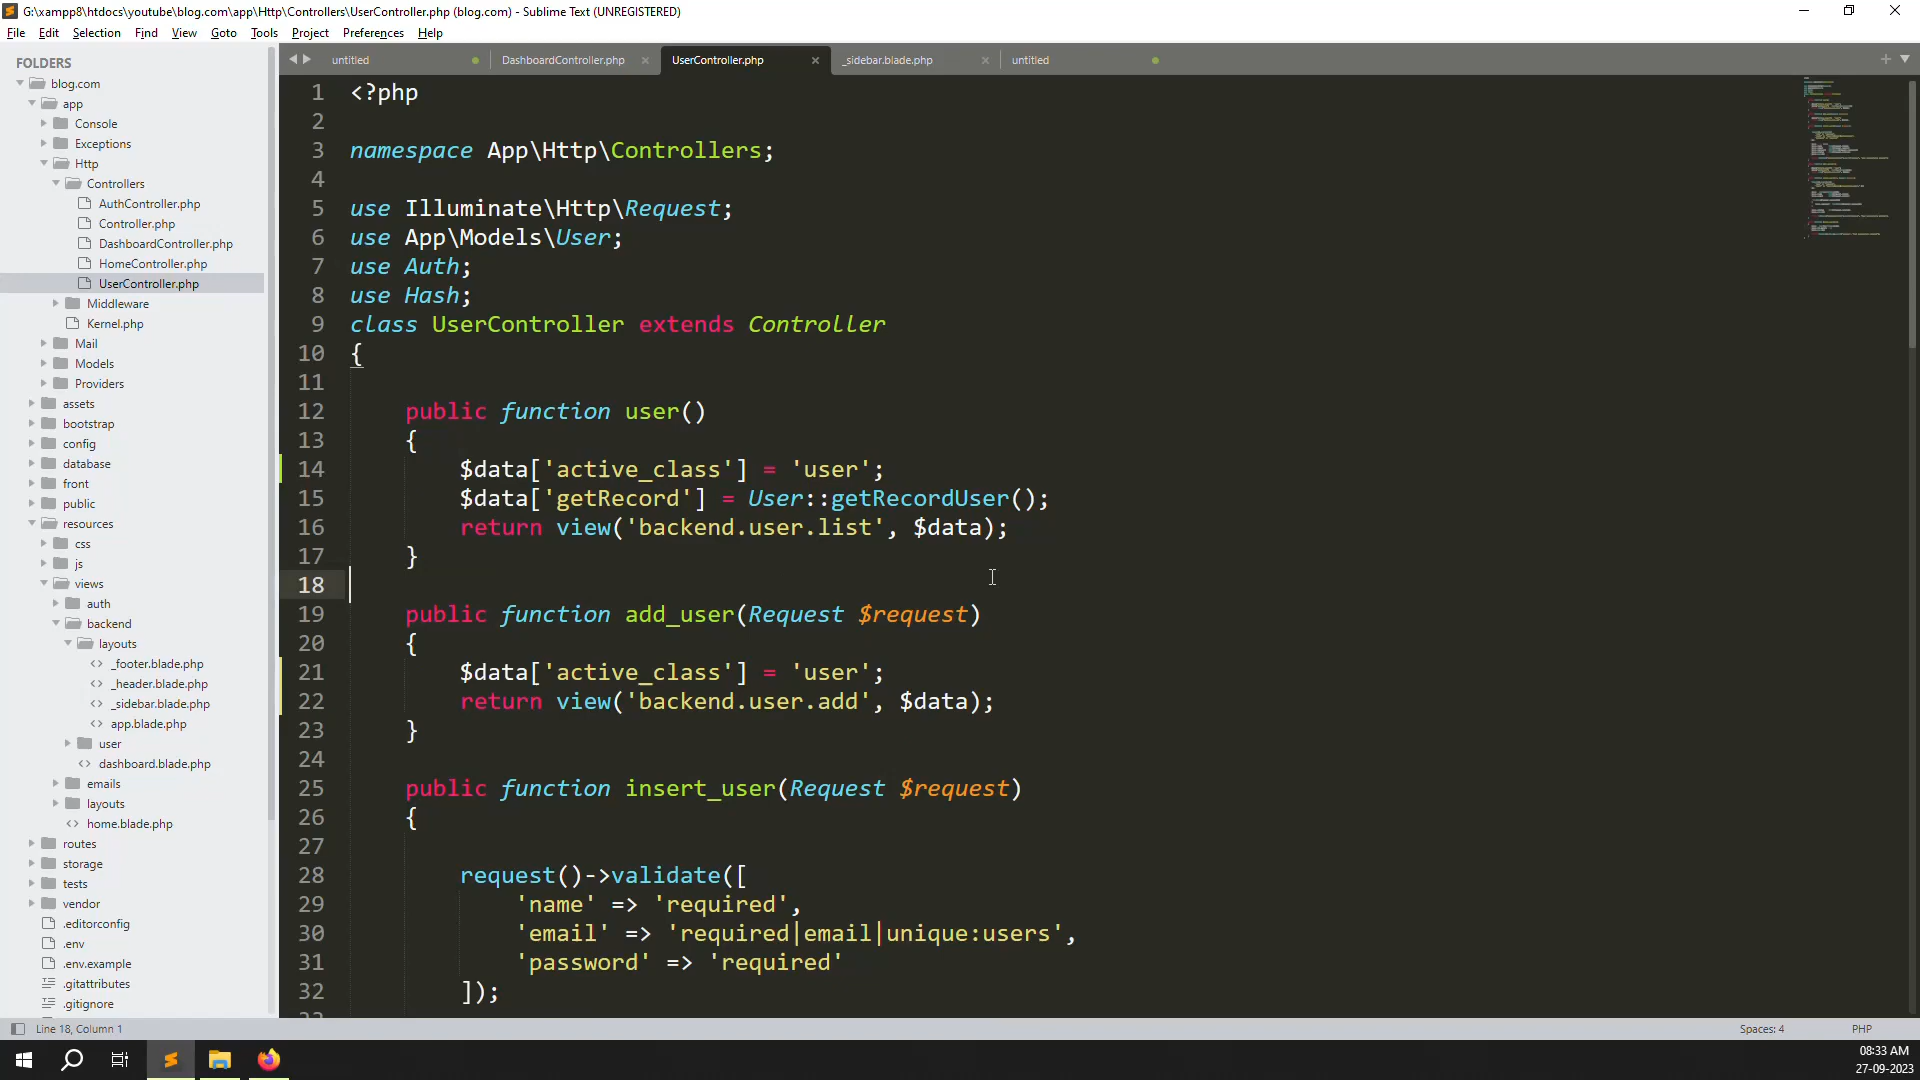 G:\xampp8\htdocs\youtube\blog.com\app\Http\Controllers\UserController.php (blog.com) - Sublime Text (UNREGISTERED)
File Edit Selection Find View Goto Tools Project Preferences Help
FOLDERS
blog.com
app
Console
Exceptions
Http
Controllers
AuthController.php
Controller.php
DashboardController.php
HomeController.php
UserController.php
Middleware
Kernel.php
Mail
Models
Providers
assets
bootstrap
config
database
front
public
resources
css
js
views
auth
backend
layouts
_footer.blade.php
_header.blade.php
_sidebar.blade.php
app.blade.php
user
dashboard.blade.php
emails
layouts
home.blade.php
routes
storage
tests
vendor
.editorconfig
.env
.env.example
.gitattributes
.gitignore
untitled DashboardController.php UserController.php _sidebar.blade.php untitled
1 <?php
2
3 namespace App\Http\Controllers;
4
5 use Illuminate\Http\Request;
6 use App\Models\User;
7 use Auth;
8 use Hash;
9 class UserController extends Controller
10 {
11
12 public function user()
13 {
14 $data['active_class'] = 'user';
15 $data['getRecord'] = User::getRecordUser();
16 return view('backend.user.list', $data);
17 }
18
19 public function add_user(Request $request)
20 {
21 $data['active_class'] = 'user';
22 return view('backend.user.add', $data);
23 }
24
25 public function insert_user(Request $request)
26 {
27
28 request()->validate([
29 'name' => 'required',
30 'email' => 'required|email|unique:users',
31 'password' => 'required'
32 ]);
Line 18, Column 1
Spaces: 4
PHP
08:33 AM
27-09-2023